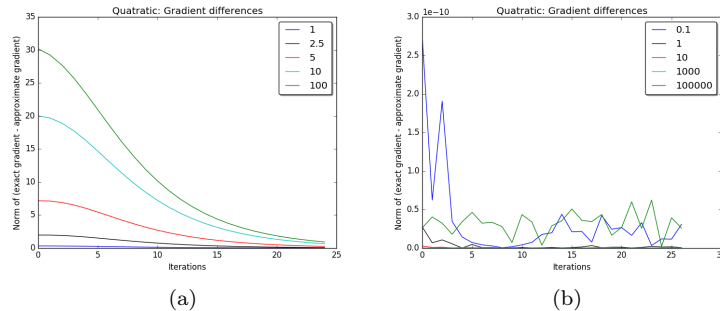 Quatratic: Gradient differences
35
30
25
20
15
10
5
0
0 5 10 15 20 25
Norm of (exact gradient - approximate gradient)
Iterations
1
2.5
5
10
100
(a)
Quatratic: Gradient differences
1e−10
3.0
2.5
2.0
1.5
1.0
0.5
0.0
0 5 10 15 20 25 30
Norm of (exact gradient - approximate gradient)
Iterations
0.1
1
10
1000
100000
(b)